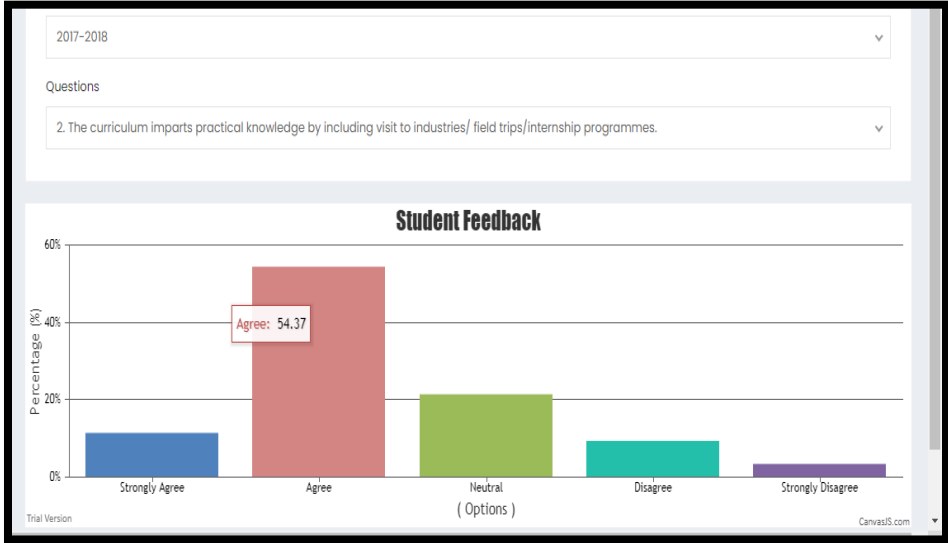 2017-2018
Questions
2. The curriculum imparts practical knowledge by including visit to industries/ field trips/internship programmes.
Student Feedback
60%
40%
20%
0%
Percentage (%)
Agree: 54.37
Strongly Agree
Agree
Neutral
Disagree
Strongly Disagree
( Options )
Trial Version
CanvasJS.com